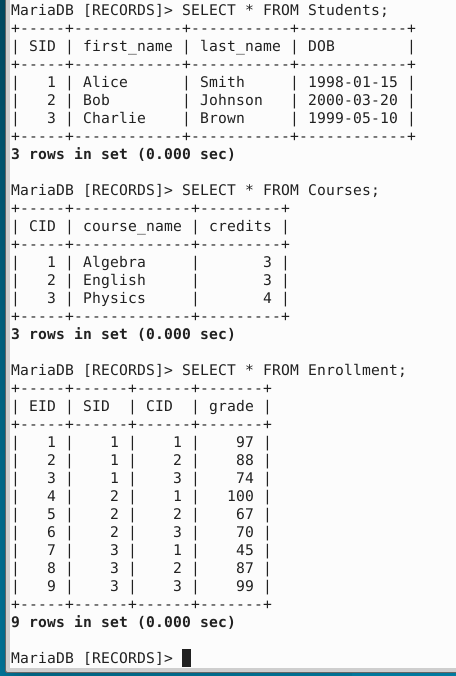 MariaDB [RECORDS]> SELECT * FROM Students;
+-----+------------+-----------+------------+
| SID | first_name | last_name | DOB        |
+-----+------------+-----------+------------+
|   1 | Alice      | Smith     | 1998-01-15 |
|   2 | Bob        | Johnson   | 2000-03-20 |
|   3 | Charlie    | Brown     | 1999-05-10 |
+-----+------------+-----------+------------+
3 rows in set (0.000 sec)
MariaDB [RECORDS]> SELECT * FROM Courses;
+-----+-------------+---------+
| CID | course_name | credits |
+-----+-------------+---------+
|   1 | Algebra     |       3 |
|   2 | English     |       3 |
|   3 | Physics     |       4 |
+-----+-------------+---------+
3 rows in set (0.000 sec)
MariaDB [RECORDS]> SELECT * FROM Enrollment;
+-----+------+------+-------+
| EID | SID  | CID  | grade |
+-----+------+------+-------+
|   1 |    1 |    1 |    97 |
|   2 |    1 |    2 |    88 |
|   3 |    1 |    3 |    74 |
|   4 |    2 |    1 |   100 |
|   5 |    2 |    2 |    67 |
|   6 |    2 |    3 |    70 |
|   7 |    3 |    1 |    45 |
|   8 |    3 |    2 |    87 |
|   9 |    3 |    3 |    99 |
+-----+------+------+-------+
9 rows in set (0.000 sec)
MariaDB [RECORDS]>